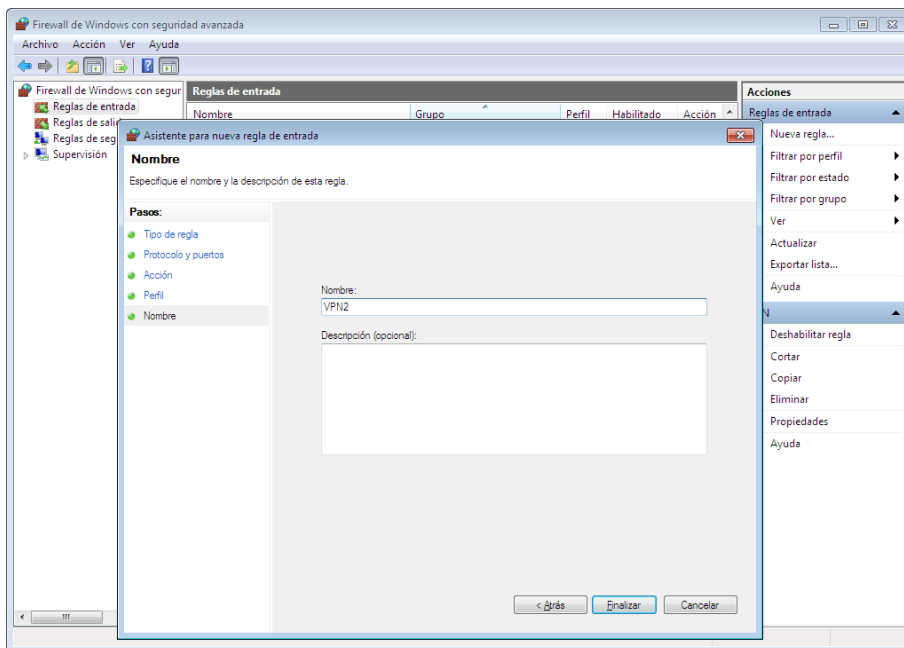 Firewall de Windows con seguridad avanzada
Archivo Acción Ver Ayuda
Firewall de Windows con segur
Reglas de entrada
Reglas de salid
Reglas de seg
Supervisión
Reglas de entrada
Nombre Grupo Perfil Habilitado Acción
Asistente para nueva regla de entrada
Nombre
Especifique el nombre y la descripción de esta regla.
Pasos:
Tipo de regla
Protocolo y puertos
Acción
Perfil
Nombre
Nombre:
VPN2
Descripción (opcional):
< Atrás Finalizar Cancelar
Acciones
Reglas de entrada
Nueva regla...
Filtrar por perfil
Filtrar por estado
Filtrar por grupo
Ver
Actualizar
Exportar lista...
Ayuda
N
Deshabilitar regla
Cortar
Copiar
Eliminar
Propiedades
Ayuda